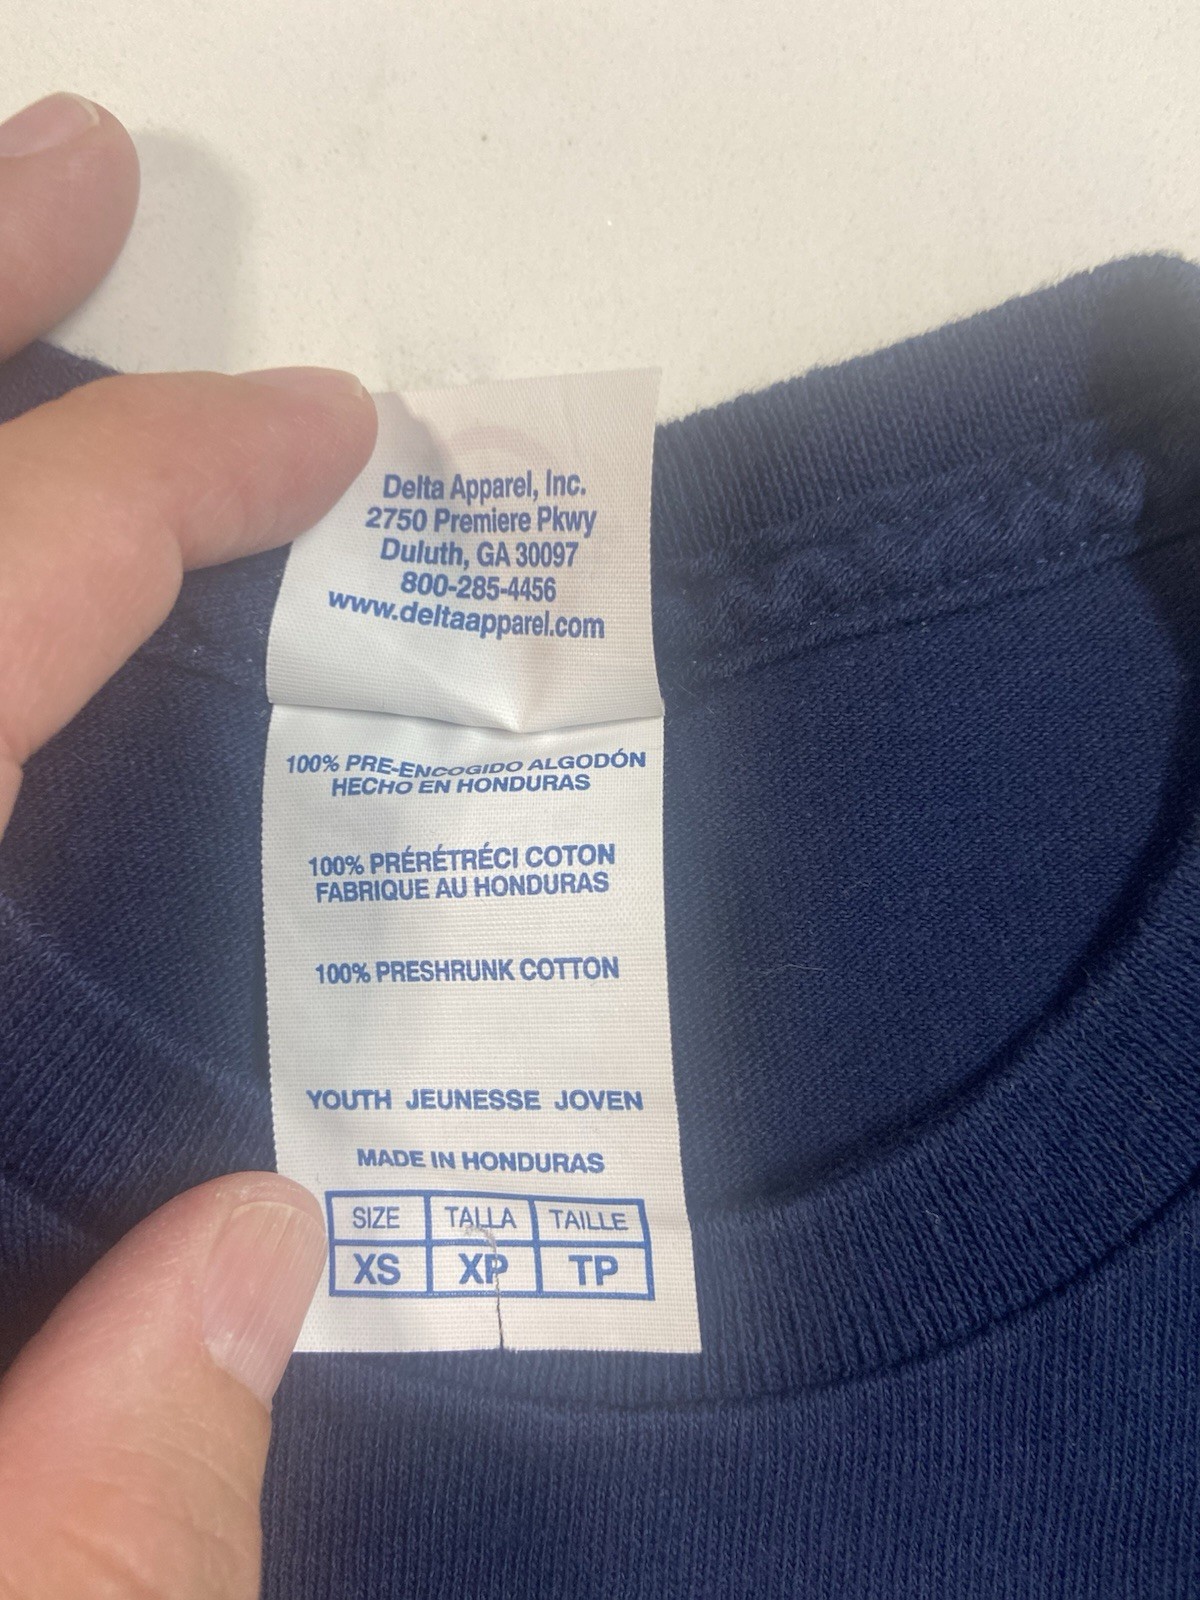 Delta Apparel, Inc.
2750 Premiere Pkwy
Duluth, GA 30097
800-285-4456
www.deltaapparel.com
100% PRE-ENCOGIDO ALGODÓN
HECHO EN HONDURAS
100% PRÉRÉTRÉCI COTON
FABRIQUE AU HONDURAS
100% PRESHRUNK COTTON
YOUTH JEUNESSE JOVEN
MADE IN HONDURAS
SIZE TALLA TAILLE
XS XP TP